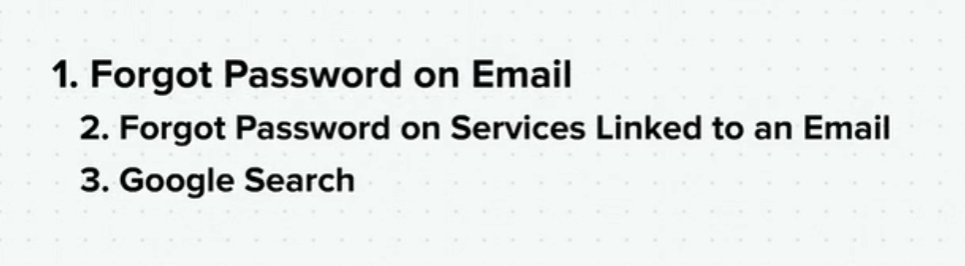 1. Forgot Password on Email
2. Forgot Password on Services Linked to an Email
3. Google Search